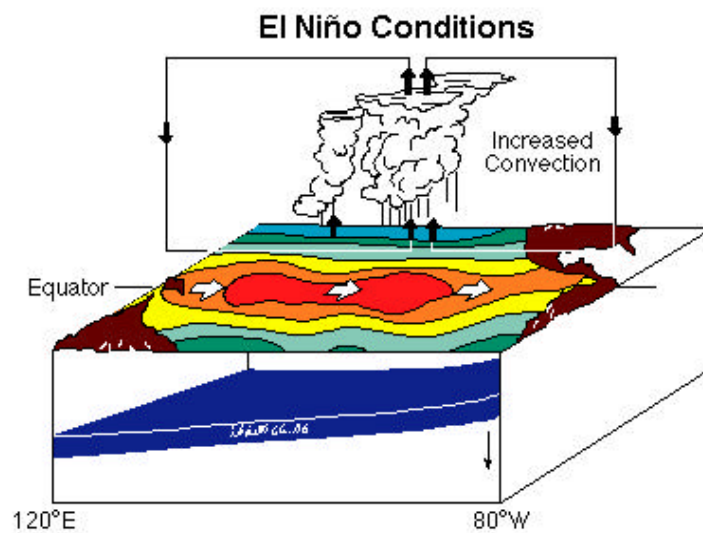 El Niño Conditions
Increased
Convection
Equator
120°E
80°W